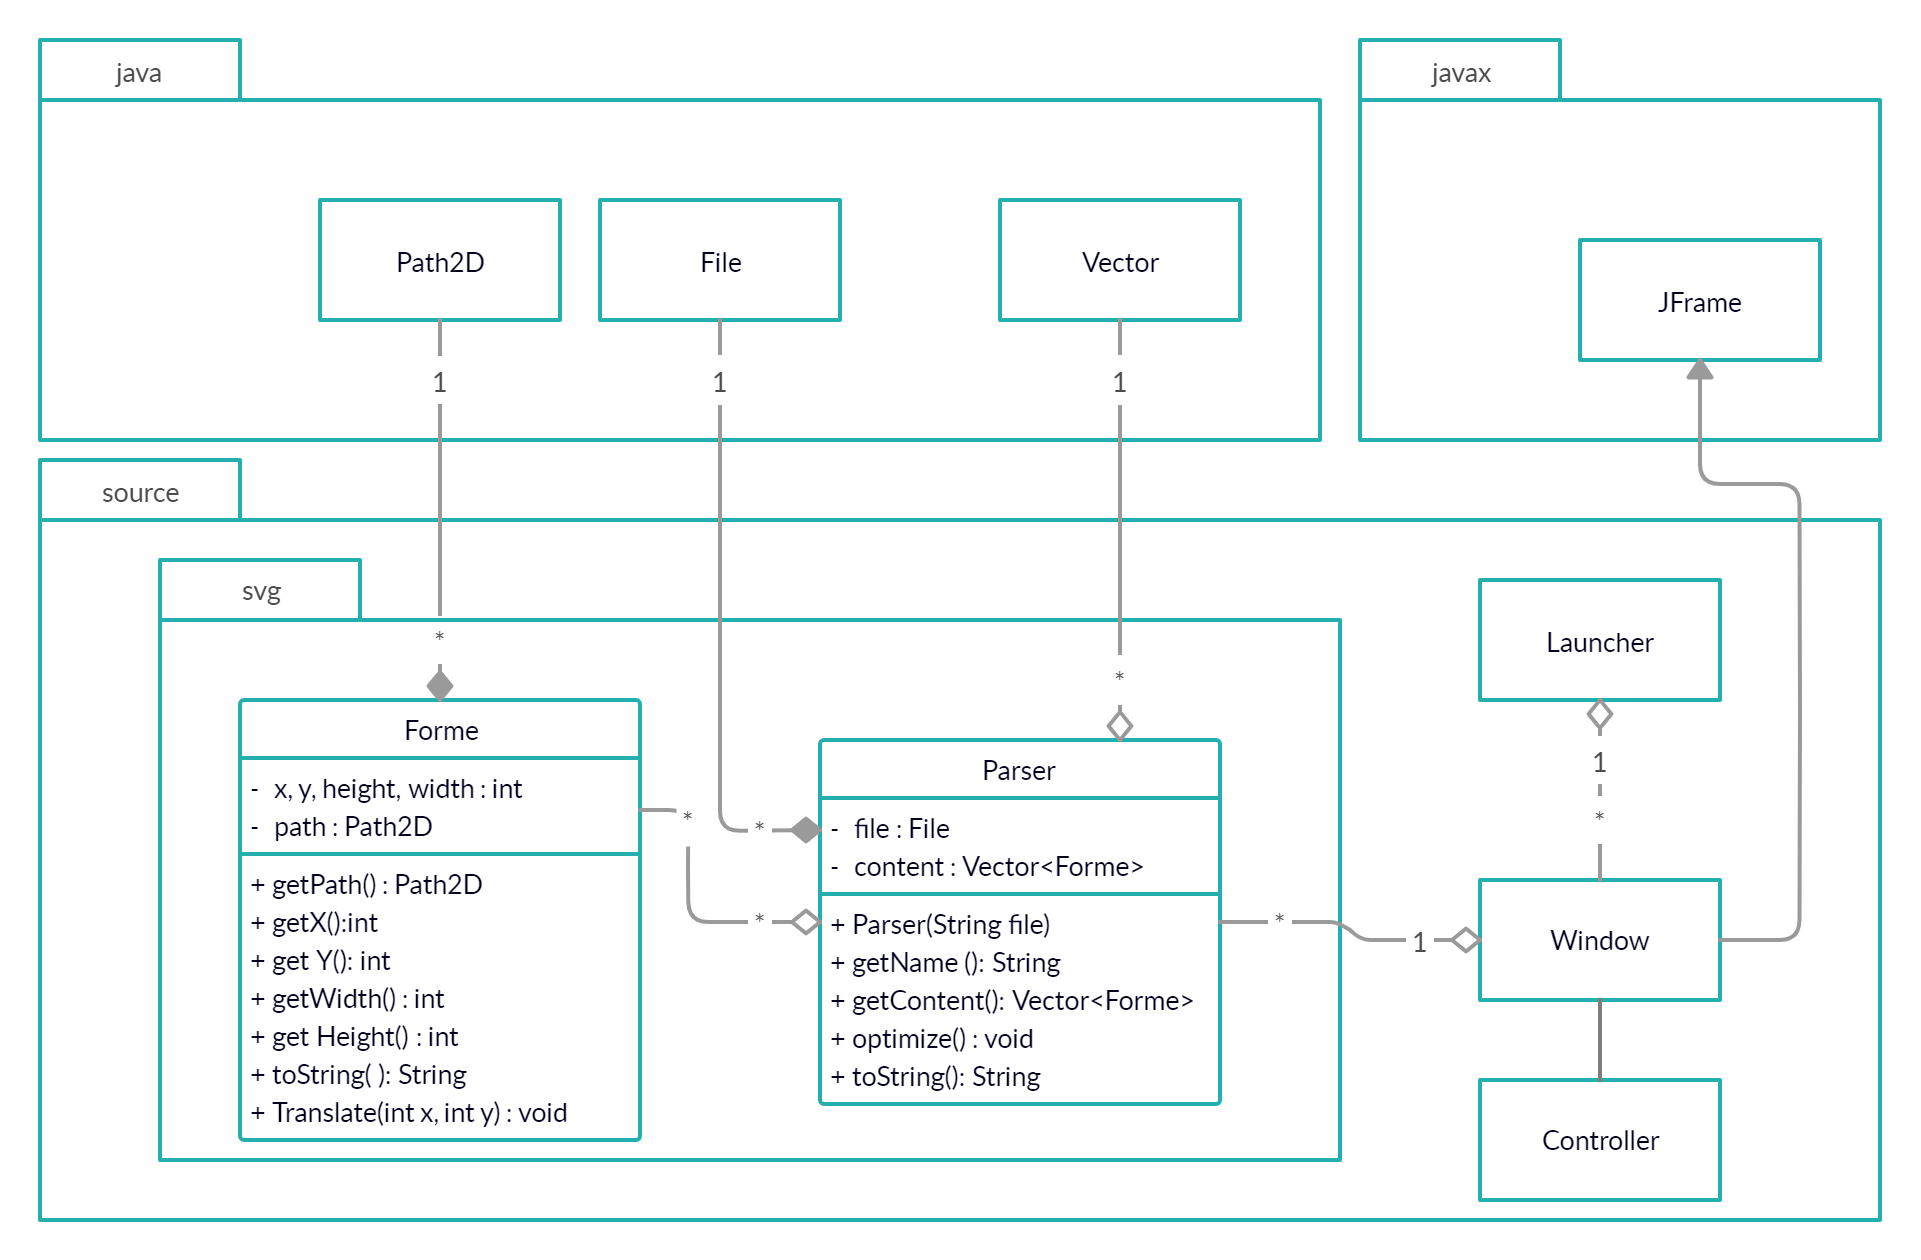 java
javax
Path2D
File
Vector
JFrame
1
1
1
source
svg
*
*
Launcher
1
*
Forme
- x, y, height, width : int
- path : Path2D
+ getPath() : Path2D
+ getX():int
+ get Y(): int
+ getWidth() : int
+ get Height() : int
+ toString( ): String
+ Translate(int x, int y) : void
*
*
*
Parser
- file : File
- content : Vector<Forme>
+ Parser(String file)
+ getName (): String
+ getContent(): Vector<Forme>
+ optimize() : void
+ toString(): String
*
1
Window
Controller